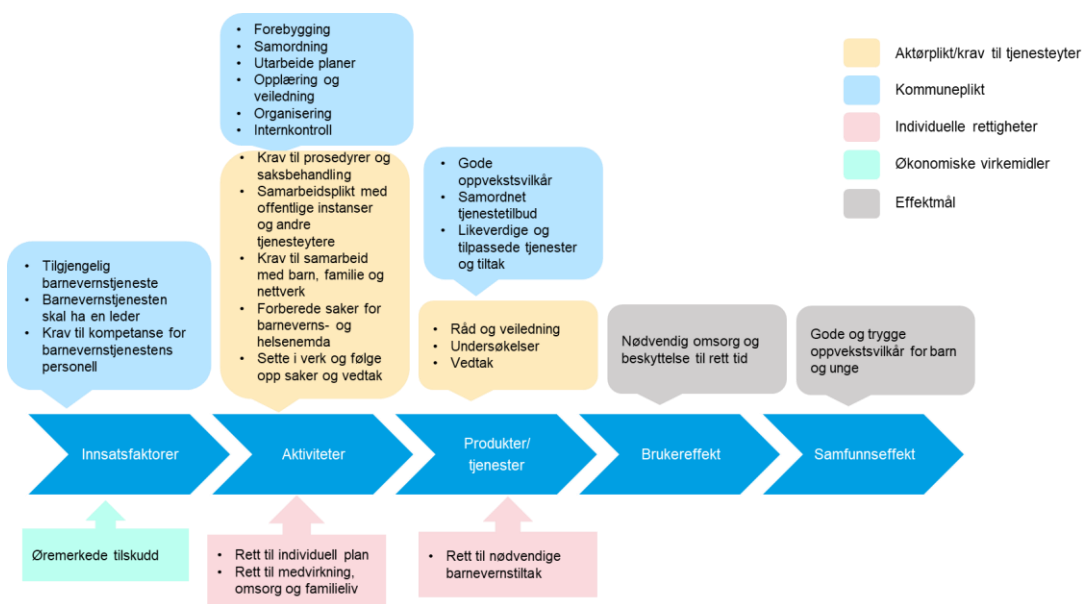 • Forebygging
• Samordning
• Utarbeide planer
• Opplæring og
veiledning
• Organisering
• Internkontroll
• Krav til prosedyrer og
saksbehandling
• Samarbeidsplikt med
offentlige instanser
og andre
tjenesteytere
• Krav til samarbeid
med barn, familie og
nettverk
• Forberede saker for
barneverns- og
helsenemda
• Sette i verk og følge
opp saker og vedtak
• Tilgjengelig
barnevernstjeneste
• Barnevernstjenesten
skal ha en leder
• Krav til kompetanse for
barnevernstjenestens
personell
• Gode
oppvekstsvilkår
• Samordnet
tjenestetilbud
• Likeverdige og
tilpassede tjenester
og tiltak
• Råd og veiledning
• Undersøkelser
• Vedtak
Nødvendig omsorg og
beskyttelse til rett tid
Gode og trygge
oppvekstsvilkår for barn
og unge
Aktørplikt/krav til tjenesteyter
Kommuneplikt
Individuelle rettigheter
Økonomiske virkemidler
Effektmål
Innsatsfaktorer
Aktiviteter
Produkter/
tjenester
Brukereffekt
Samfunnseffekt
Øremerkede tilskudd
• Rett til individuell plan
• Rett til medvirkning,
omsorg og familieliv
• Rett til nødvendige
barnevernstiltak